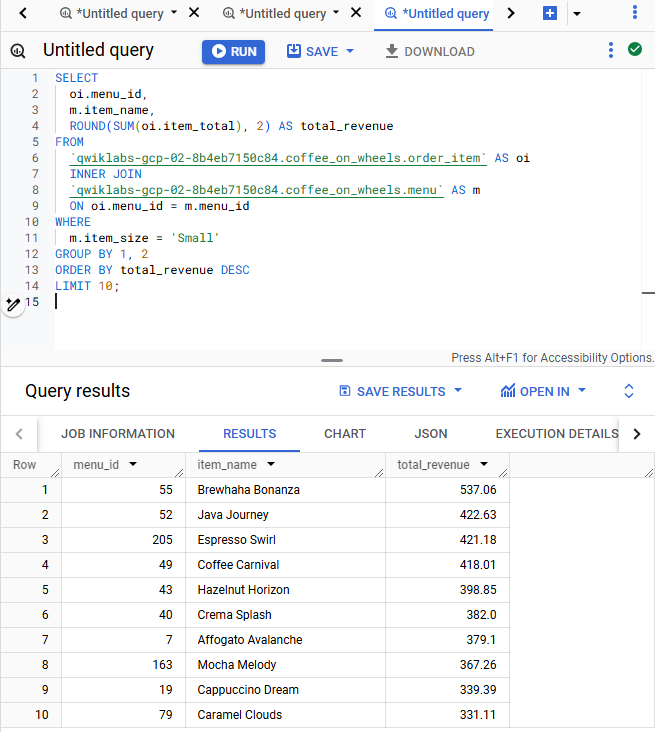 *Untitled query *Untitled query *Untitled query
Untitled query RUN SAVE DOWNLOAD
1 SELECT
2 oi.menu_id,
3 m.item_name,
4 ROUND(SUM(oi.item_total), 2) AS total_revenue
5 FROM
6 `qwiklabs-gcp-02-8b4eb7150c84.coffee_on_wheels.order_item` AS oi
7 INNER JOIN
8 `qwiklabs-gcp-02-8b4eb7150c84.coffee_on_wheels.menu` AS m
9 ON oi.menu_id = m.menu_id
10 WHERE
11 m.item_size = 'Small'
12 GROUP BY 1, 2
13 ORDER BY total_revenue DESC
14 LIMIT 10;
15
Press Alt+F1 for Accessibility Options.
Query results SAVE RESULTS OPEN IN
JOB INFORMATION RESULTS CHART JSON EXECUTION DETAILS
Row menu_id item_name total_revenue
1 55 Brewhaha Bonanza 537.06
2 52 Java Journey 422.63
3 205 Espresso Swirl 421.18
4 49 Coffee Carnival 418.01
5 43 Hazelnut Horizon 398.85
6 40 Crema Splash 382.0
7 7 Affogato Avalanche 379.1
8 163 Mocha Melody 367.26
9 19 Cappuccino Dream 339.39
10 79 Caramel Clouds 331.11